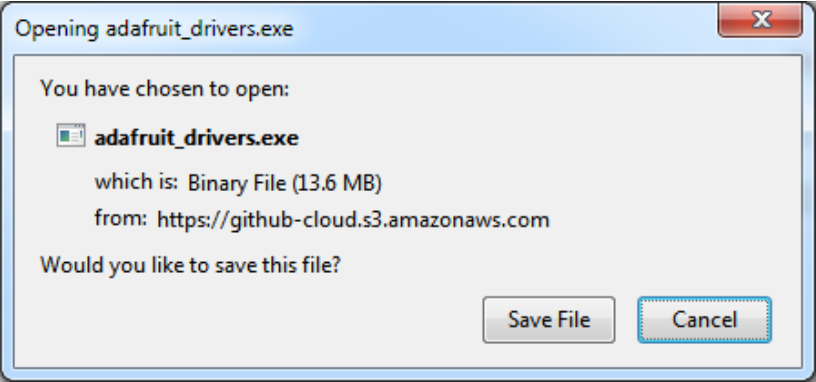 Opening adafruit_drivers.exe
You have chosen to open:
adafruit_drivers.exe
which is: Binary File (13.6 MB)
from: https://github-cloud.s3.amazonaws.com
Would you like to save this file?
Save File Cancel